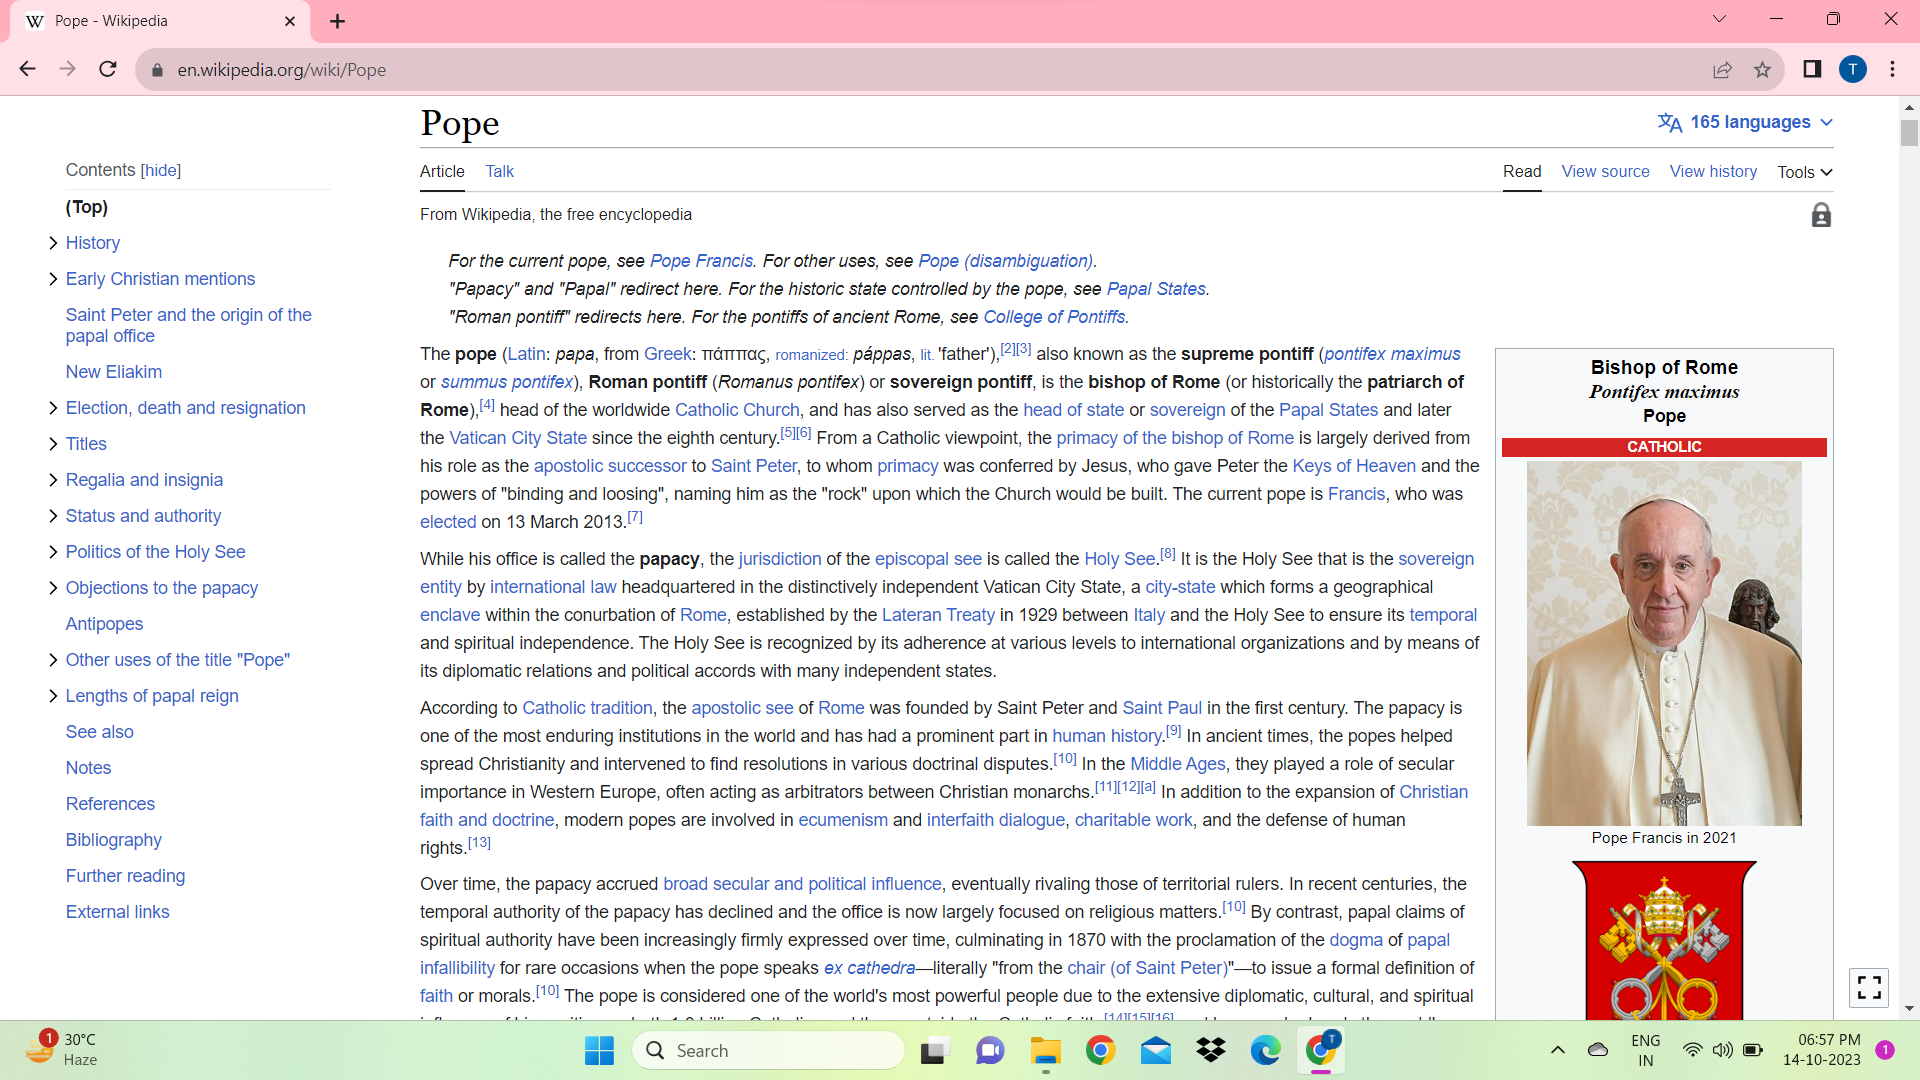 Pope - Wikipedia
en.wikipedia.org/wiki/Pope
T
Pope
165 languages
Contents [hide]
Article Talk
Read View source View history Tools
(Top)
History
Early Christian mentions
Saint Peter and the origin of the
papal office
New Eliakim
Election, death and resignation
Titles
Regalia and insignia
Status and authority
Politics of the Holy See
Objections to the papacy
Antipopes
Other uses of the title "Pope"
Lengths of papal reign
See also
Notes
References
Bibliography
Further reading
External links
From Wikipedia, the free encyclopedia
For the current pope, see Pope Francis. For other uses, see Pope (disambiguation).
"Papacy" and "Papal" redirect here. For the historic state controlled by the pope, see Papal States.
"Roman pontiff" redirects here. For the pontiffs of ancient Rome, see College of Pontiffs.
The pope (Latin: papa, from Greek: πάππας, romanized: páppas, lit. 'father'),[2][3] also known as the supreme pontiff (pontifex maximus
or summus pontifex), Roman pontiff (Romanus pontifex) or sovereign pontiff, is the bishop of Rome (or historically the patriarch of
Rome),[4] head of the worldwide Catholic Church, and has also served as the head of state or sovereign of the Papal States and later
the Vatican City State since the eighth century.[5][6] From a Catholic viewpoint, the primacy of the bishop of Rome is largely derived from
his role as the apostolic successor to Saint Peter, to whom primacy was conferred by Jesus, who gave Peter the Keys of Heaven and the
powers of "binding and loosing", naming him as the "rock" upon which the Church would be built. The current pope is Francis, who was
elected on 13 March 2013.[7]
While his office is called the papacy, the jurisdiction of the episcopal see is called the Holy See.[8] It is the Holy See that is the sovereign
entity by international law headquartered in the distinctively independent Vatican City State, a city-state which forms a geographical
enclave within the conurbation of Rome, established by the Lateran Treaty in 1929 between Italy and the Holy See to ensure its temporal
and spiritual independence. The Holy See is recognized by its adherence at various levels to international organizations and by means of
its diplomatic relations and political accords with many independent states.
According to Catholic tradition, the apostolic see of Rome was founded by Saint Peter and Saint Paul in the first century. The papacy is
one of the most enduring institutions in the world and has had a prominent part in human history.[9] In ancient times, the popes helped
spread Christianity and intervened to find resolutions in various doctrinal disputes.[10] In the Middle Ages, they played a role of secular
importance in Western Europe, often acting as arbitrators between Christian monarchs.[11][12][a] In addition to the expansion of Christian
faith and doctrine, modern popes are involved in ecumenism and interfaith dialogue, charitable work, and the defense of human
rights.[13]
Over time, the papacy accrued broad secular and political influence, eventually rivaling those of territorial rulers. In recent centuries, the
temporal authority of the papacy has declined and the office is now largely focused on religious matters.[10] By contrast, papal claims of
spiritual authority have been increasingly firmly expressed over time, culminating in 1870 with the proclamation of the dogma of papal
infallibility for rare occasions when the pope speaks ex cathedra—literally "from the chair (of Saint Peter)"—to issue a formal definition of
faith or morals.[10] The pope is considered one of the world's most powerful people due to the extensive diplomatic, cultural, and spiritual
Bishop of Rome
Pontifex maximus
Pope
CATHOLIC
Pope Francis in 2021
1
30°C
Haze
Search
T
ENG
IN
06:57 PM
14-10-2023
1